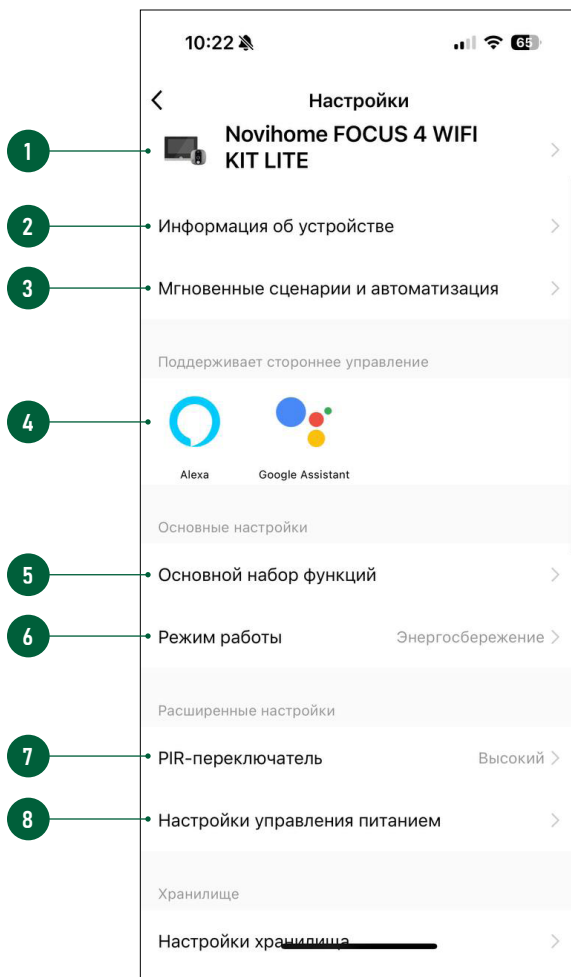 10:22
65
Настройки
1
Novihome FOCUS 4 WIFI
KIT LITE
2
Информация об устройстве
3
Мгновенные сценарии и автоматизация
Поддерживает стороннее управление
4
Alexa Google Assistant
Основные настройки
5
Основной набор функций
6
Режим работы Энергосбережение
Расширенные настройки
7
PIR-переключатель Высокий
8
Настройки управления питанием
Хранилище
Настройки хранилища